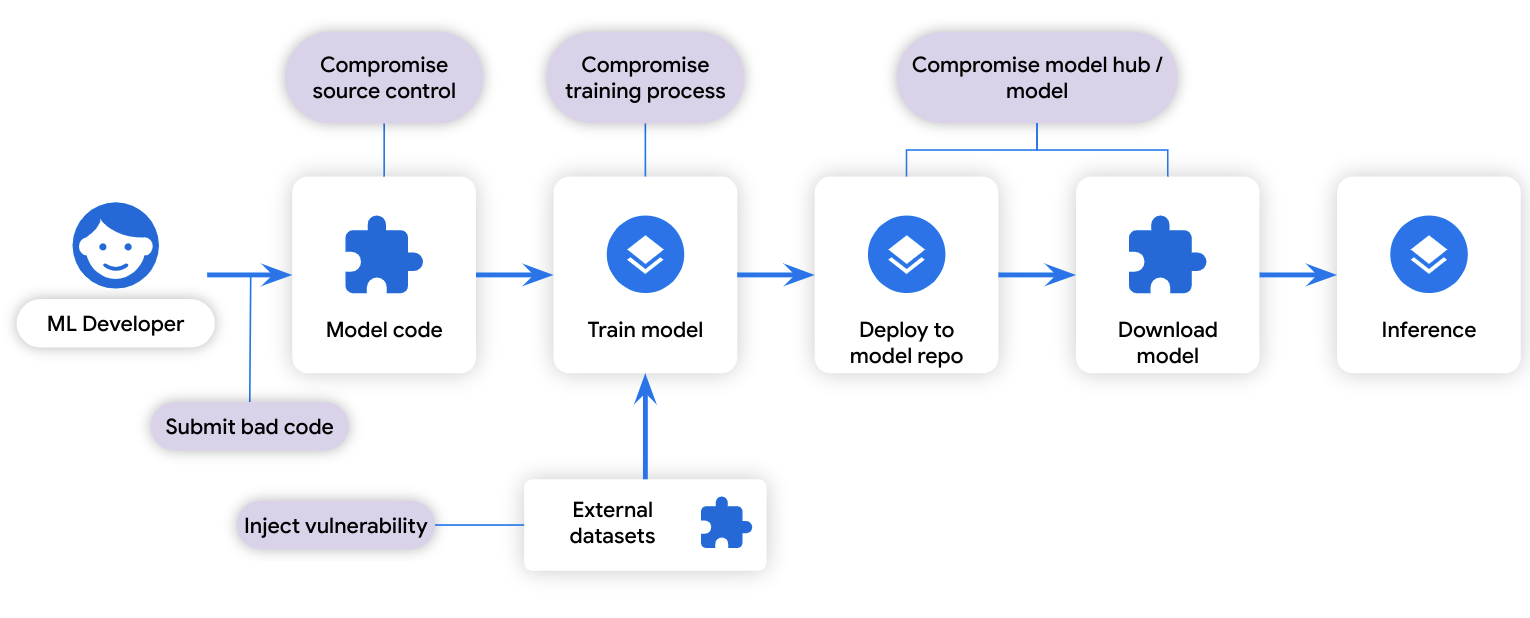 Compromise
source control
Compromise
training process
Compromise model hub /
model
ML Developer
Model code
Train model
Deploy to
model repo
Download
model
Inference
Submit bad code
Inject vulnerability
External
datasets